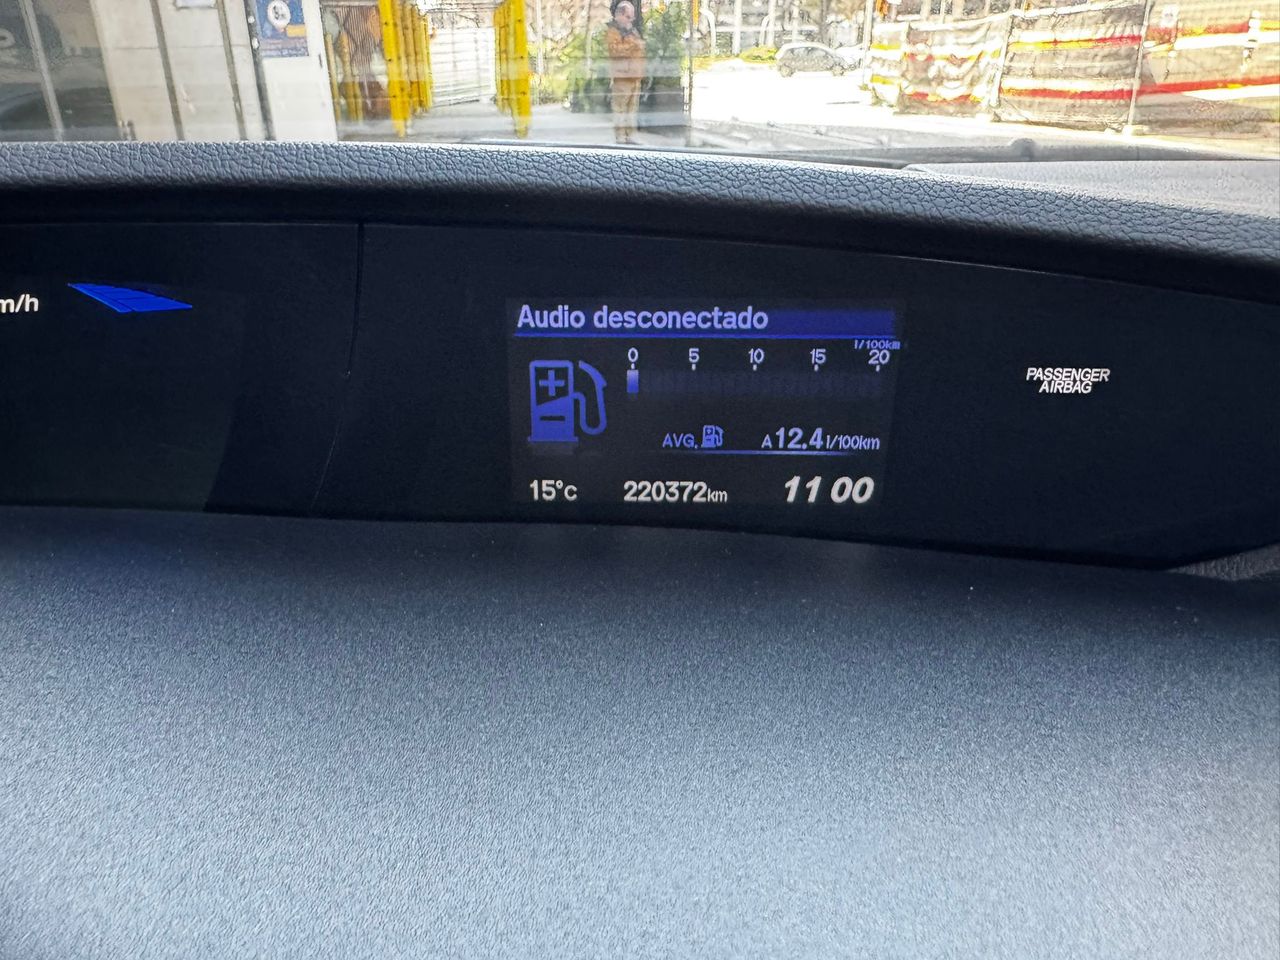 m/h
Audio desconectado
l/100km
0 5 10 15 20
AVG. A 12.4 l/100km
15°C 220372km 11 00
PASSENGER
AIRBAG